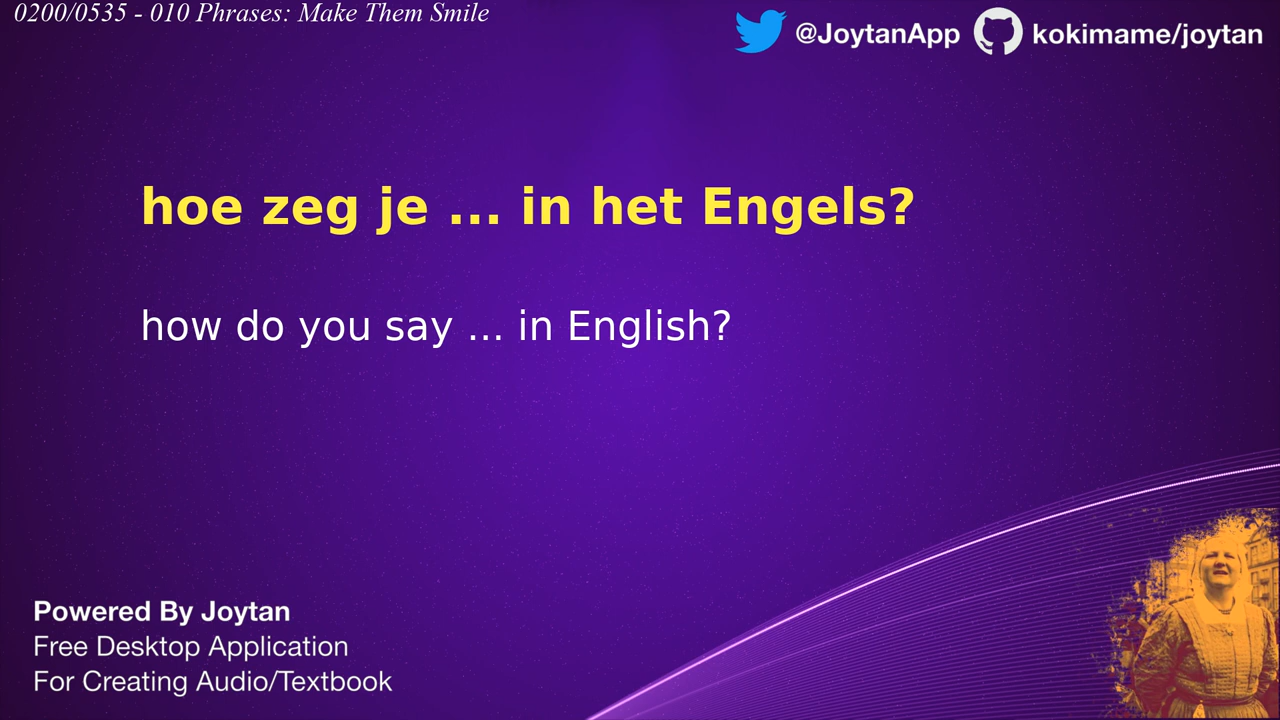 0200/0535 - 010 Phrases: Make Them Smile
@JoytanApp kokimame/joytan
hoe zeg je ... in het Engels?
how do you say ... in English?
Powered By Joytan
Free Desktop Application
For Creating Audio/Textbook